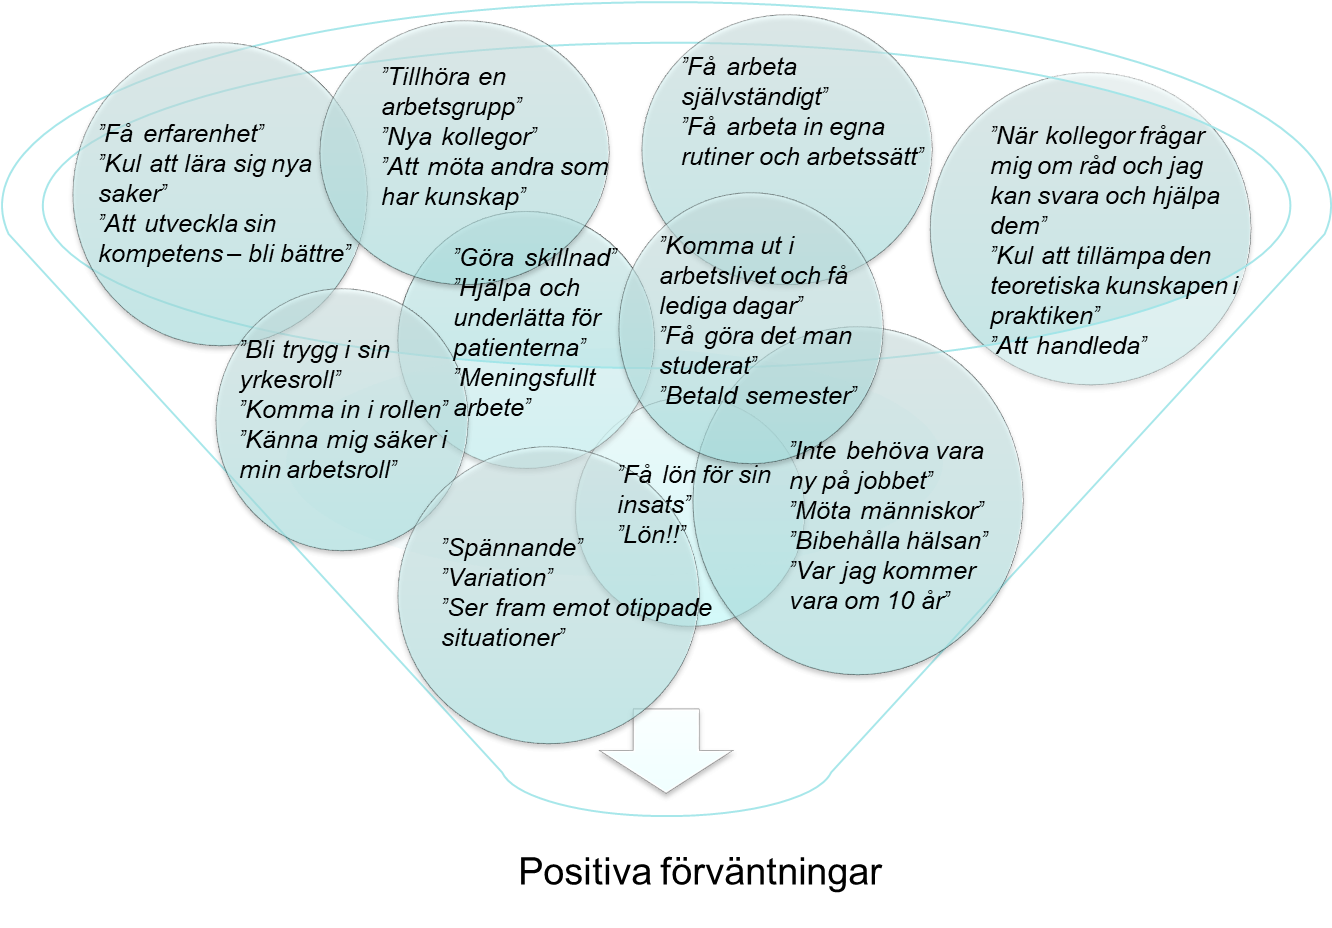 ”Få erfarenhet”
”Kul att lära sig nya
saker”
”Att utveckla sin
kompetens – bli bättre”
”Tillhöra en
arbetsgrupp”
”Nya kollegor”
”Att möta andra som
har kunskap”
”Få arbeta
självständigt”
”Få arbeta in egna
rutiner och arbetssätt”
”När kollegor frågar
mig om råd och jag
kan svara och hjälpa
dem”
”Kul att tillämpa den
teoretiska kunskapen i
praktiken”
”Att handleda”
”Göra skillnad”
”Hjälpa och
underlätta för
patienterna”
”Meningsfullt
arbete”
”Komma ut i
arbetslivet och få
lediga dagar”
”Få göra det man
studerat”
”Betald semester”
”Bli trygg i sin
yrkesroll”
”Komma in i rollen”
”Känna mig säker i
min arbetsroll”
”Få lön för sin
insats”
”Lön!!”
”Inte behöva vara
ny på jobbet”
”Möta människor”
”Bibehålla hälsan”
”Var jag kommer
vara om 10 år”
”Spännande”
”Variation”
”Ser fram emot otippade
situationer”
Positiva förväntningar